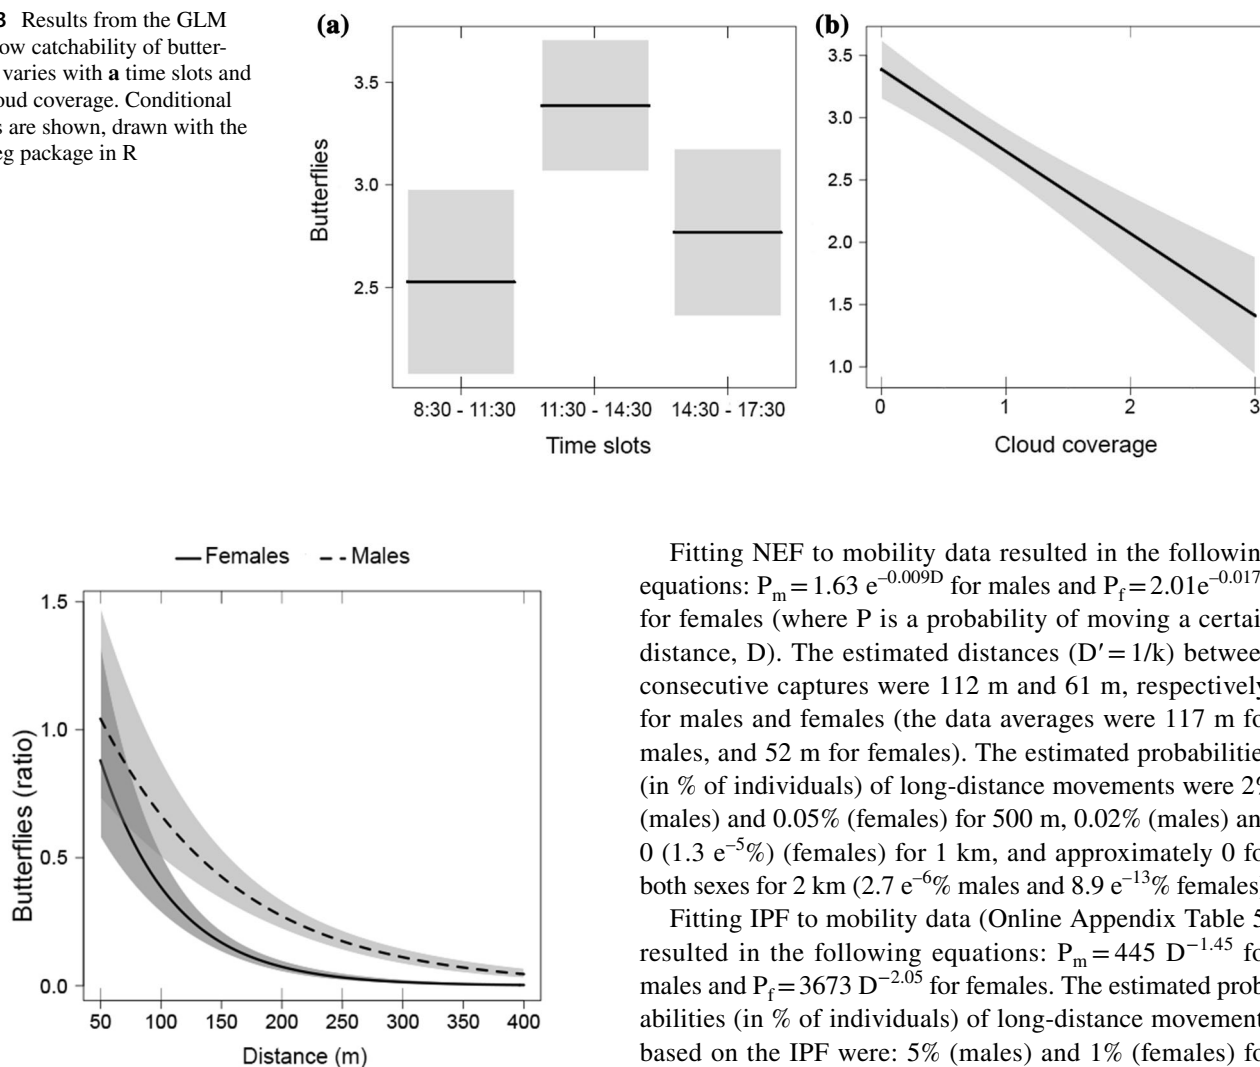 3 Results from the GLM
ow catchability of butter-
varies with a time slots and
oud coverage. Conditional
s are shown, drawn with the
eg package in R
(a)
3.5
3.0
2.5
Butterflies
8:30 - 11:30 11:30 - 14:30 14:30 - 17:30
Time slots
(b)
3.5
3.0
2.5
2.0
1.5
1.0
0 1 2 3
Cloud coverage
Females Males
1.5
1.0
0.5
0.0
Butterflies (ratio)
50 100 150 200 250 300 350 400
Distance (m)
Fitting NEF to mobility data resulted in the followin
equations: Pm = 1.63 e–0.009D for males and Pf = 2.01e–0.017
for females (where P is a probability of moving a certai
distance, D). The estimated distances (D′ = 1/k) betwee
consecutive captures were 112 m and 61 m, respectively
for males and females (the data averages were 117 m fo
males, and 52 m for females). The estimated probabilitie
(in % of individuals) of long-distance movements were 2%
(males) and 0.05% (females) for 500 m, 0.02% (males) an
0 (1.3 e–5%) (females) for 1 km, and approximately 0 fo
both sexes for 2 km (2.7 e–6% males and 8.9 e–13% females)
Fitting IPF to mobility data (Online Appendix Table 5
resulted in the following equations: Pm = 445 D−1.45 fo
males and Pf = 3673 D−2.05 for females. The estimated prob
abilities (in % of individuals) of long-distance movement
based on the IPF were: 5% (males) and 1% (females) fo